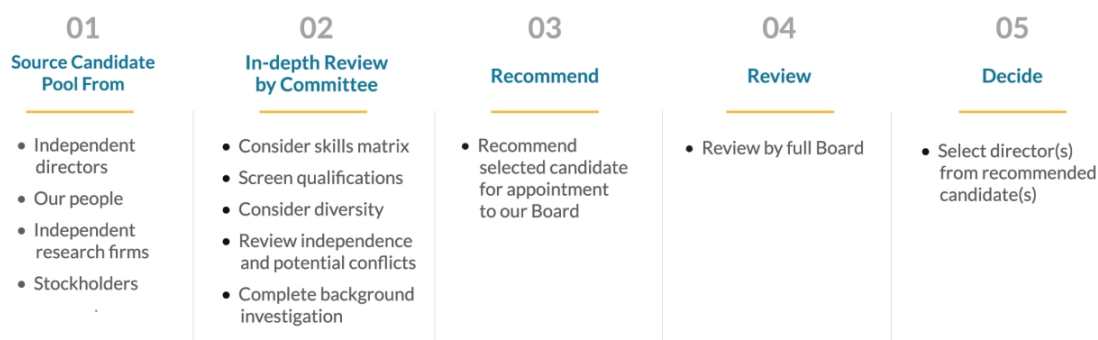 01
Source Candidate
Pool From
• Independent
directors
• Our people
• Independent
research firms
• Stockholders
.
02
In-depth Review
by Committee
• Consider skills matrix
• Screen qualifications
• Consider diversity
• Review independence
and potential conflicts
• Complete background
investigation
03
Recommend
• Recommend
selected candidate
for appointment
to our Board
04
Review
• Review by full Board
05
Decide
• Select director(s)
from recommended
candidate(s)